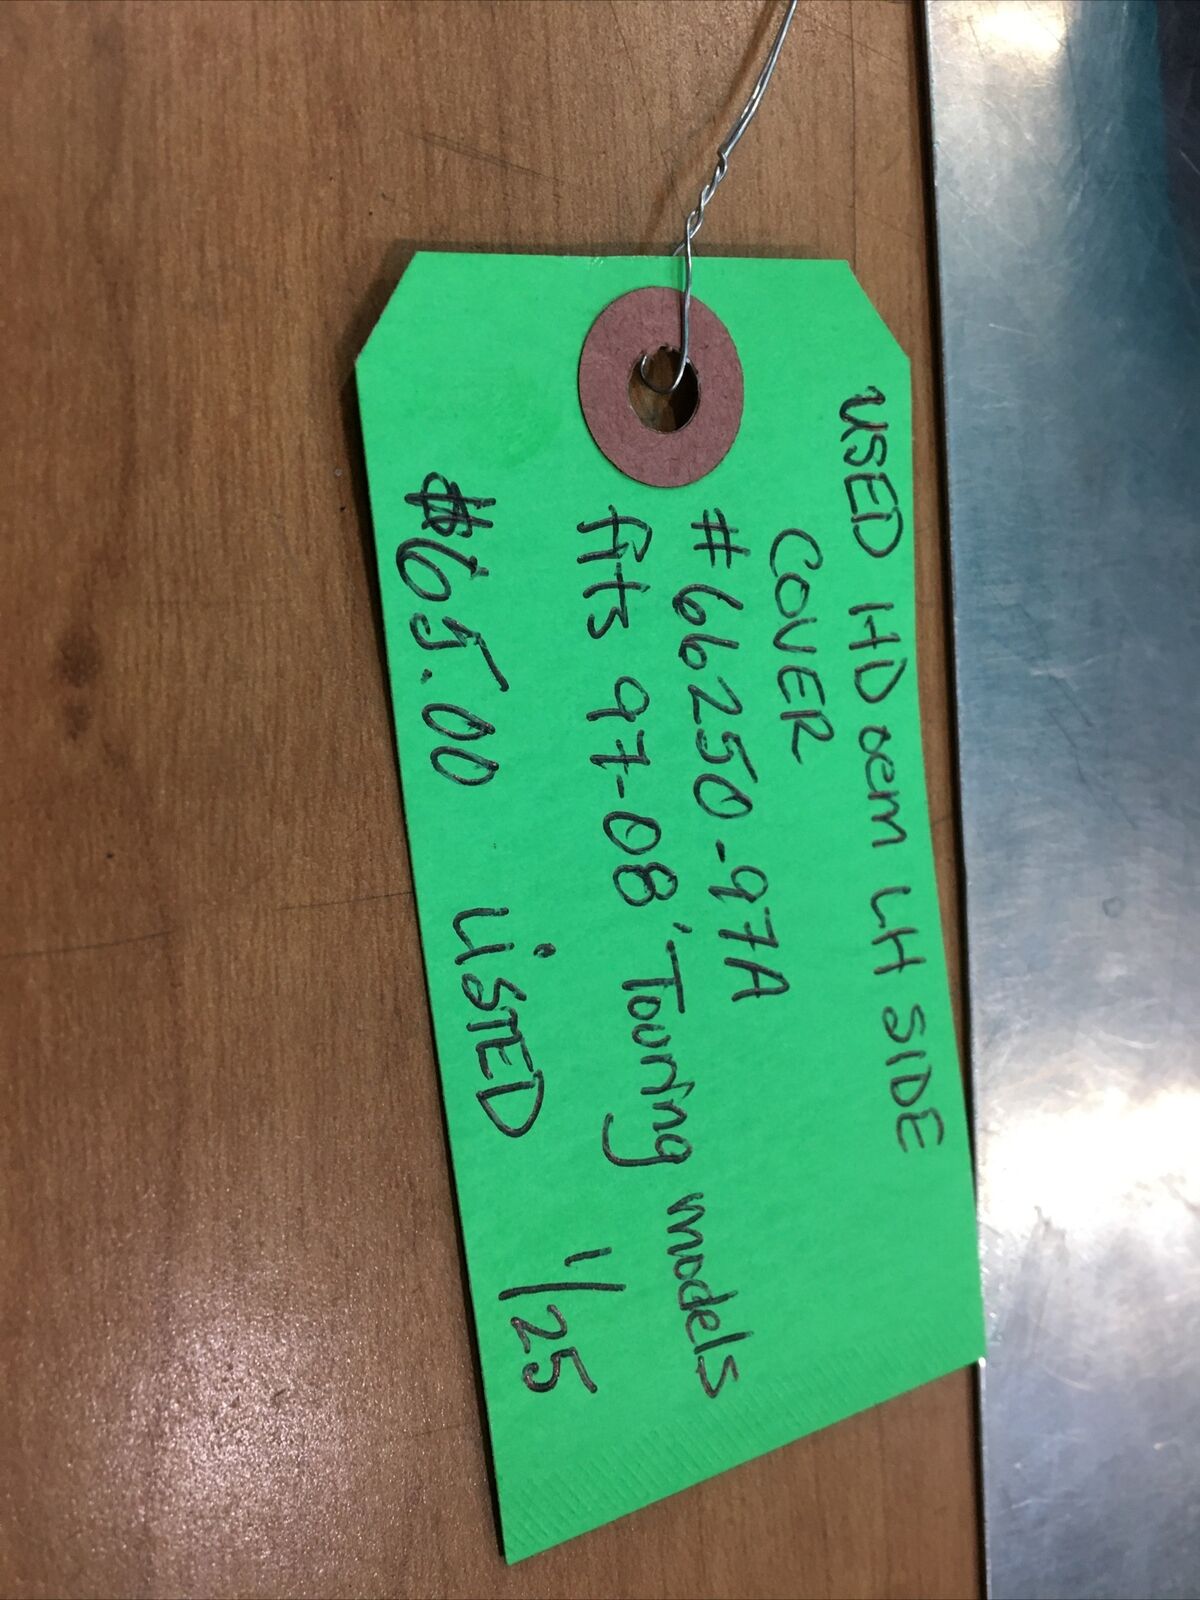 USED HD oem LH SIDE
COVER
#66250-97A
fits 97-08' Touring models
$65.00 LiSTED 1/25